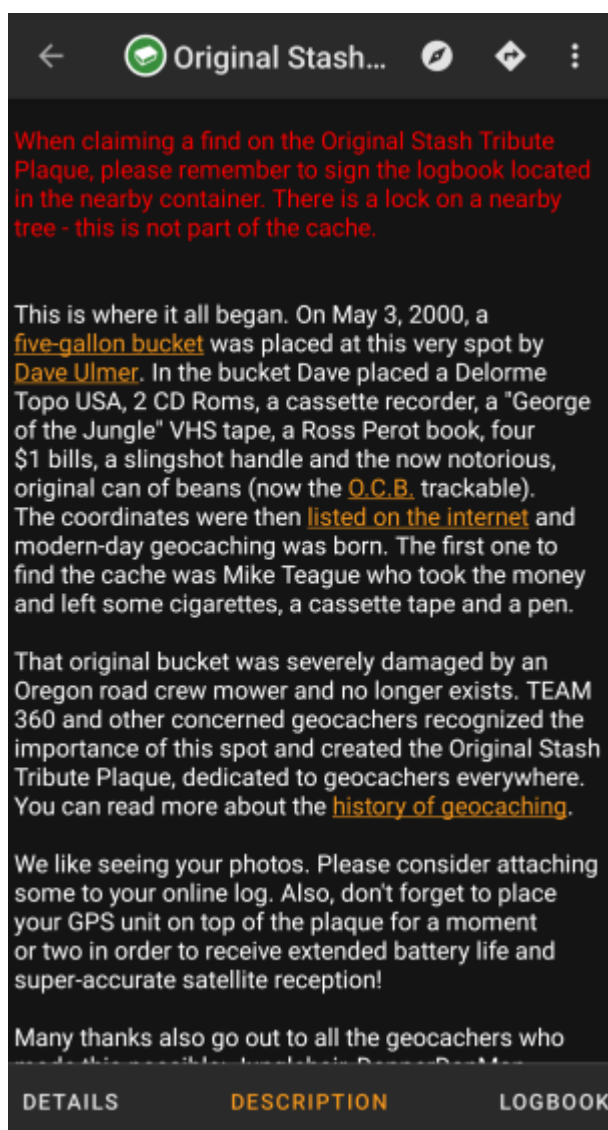 Original Stash...
When claiming a find on the Original Stash Tribute
Plaque, please remember to sign the logbook located
in the nearby container. There is a lock on a nearby
tree - this is not part of the cache.
This is where it all began. On May 3, 2000, a
five-gallon bucket was placed at this very spot by
Dave Ulmer. In the bucket Dave placed a Delorme
Topo USA, 2 CD Roms, a cassette recorder, a "George
of the Jungle" VHS tape, a Ross Perot book, four
$1 bills, a slingshot handle and the now notorious,
original can of beans (now the O.C.B. trackable).
The coordinates were then listed on the internet and
modern-day geocaching was born. The first one to
find the cache was Mike Teague who took the money
and left some cigarettes, a cassette tape and a pen.
That original bucket was severely damaged by an
Oregon road crew mower and no longer exists. TEAM
360 and other concerned geocachers recognized the
importance of this spot and created the Original Stash
Tribute Plaque, dedicated to geocachers everywhere.
You can read more about the history of geocaching.
We like seeing your photos. Please consider attaching
some to your online log. Also, don't forget to place
your GPS unit on top of the plaque for a moment
or two in order to receive extended battery life and
super-accurate satellite reception!
Many thanks also go out to all the geocachers who
DETAILS
DESCRIPTION
LOGBOOK